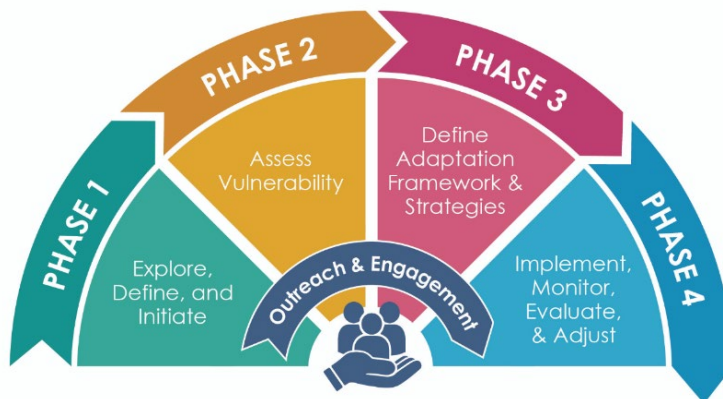 PHASE 1
Explore,
Define, and
Initiate
PHASE 2
Assess
Vulnerability
PHASE 3
Define
Adaptation
Framework &
Strategies
PHASE 4
Implement,
Monitor,
Evaluate,
& Adjust
Outreach & Engagement